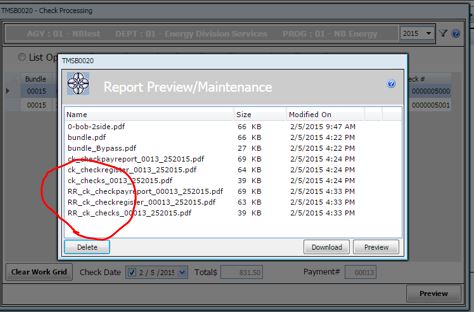 TMSB0020 - Check Processing
AGY : 01 - NBtest DEPT : 01 - Energy Division Services PROG : 01 - NB Energy 2015
List Op
TMSB0020
Report Preview/Maintenance
Bundle
00015
00015
eck #
0000005000
0000005001
Name Size Modified On
0-bob-2side.pdf 66 KB 2/5/2015 9:47 AM
bundle.pdf 66 KB 2/5/2015 4:22 PM
bundle_Bypass.pdf 27 KB 2/5/2015 4:22 PM
ck_checkpayreport_0013_252015.pdf 69 KB 2/5/2015 4:24 PM
ck_checkregister_0013_252015.pdf 64 KB 2/5/2015 4:24 PM
ck_checks_0013_252015.pdf 39 KB 2/5/2015 4:24 PM
RR_ck_checkpayreport_00013_252015.pdf 69 KB 2/5/2015 4:33 PM
RR_ck_checkregister_00013_252015.pdf 63 KB 2/5/2015 4:33 PM
RR_ck_checks_00013_252015.pdf 39 KB 2/5/2015 4:33 PM
Delete Download Preview
Clear Work Grid Check Date 2 / 5 /2015 Total$ 831.50 Payment# 00013
Preview